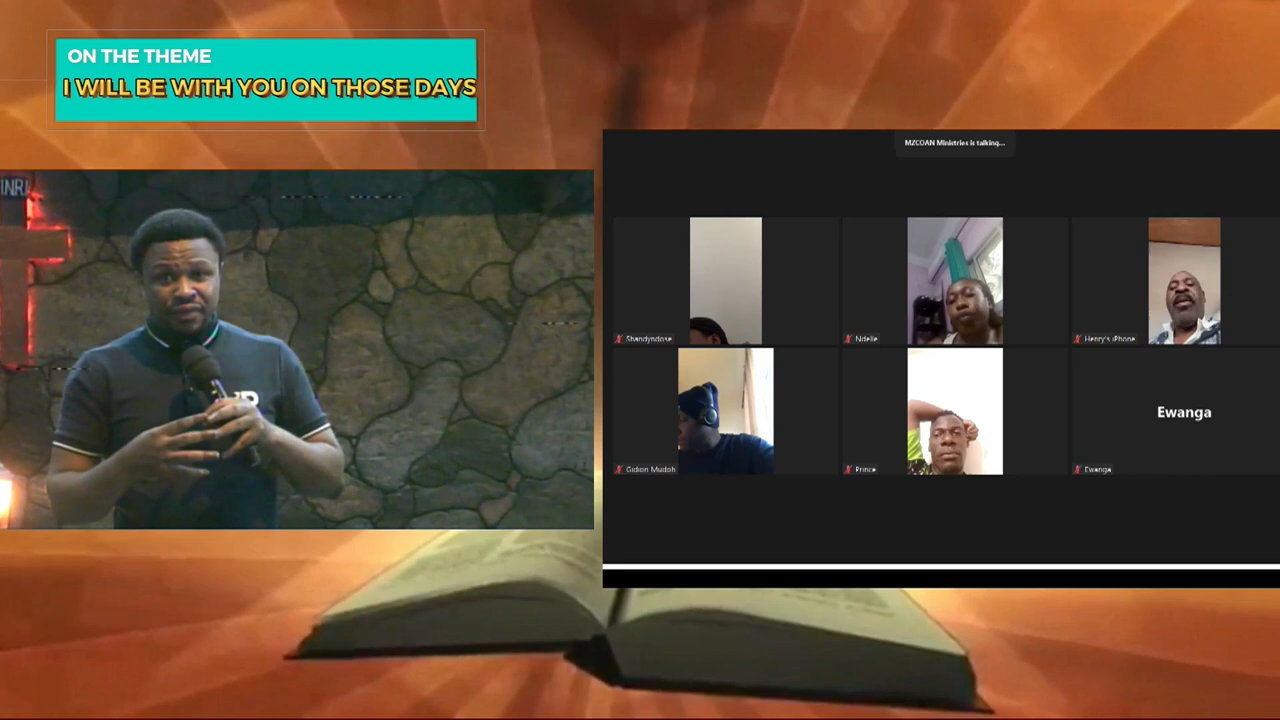 ON THE THEME
I WILL BE WITH YOU ON THOSE DAYS
INRI
MZCOAN Ministries is talking...
Shandyndose
Ndelle
Henry's iPhone
Gidion Mudoh
Prince
Ewanga
Ewanga